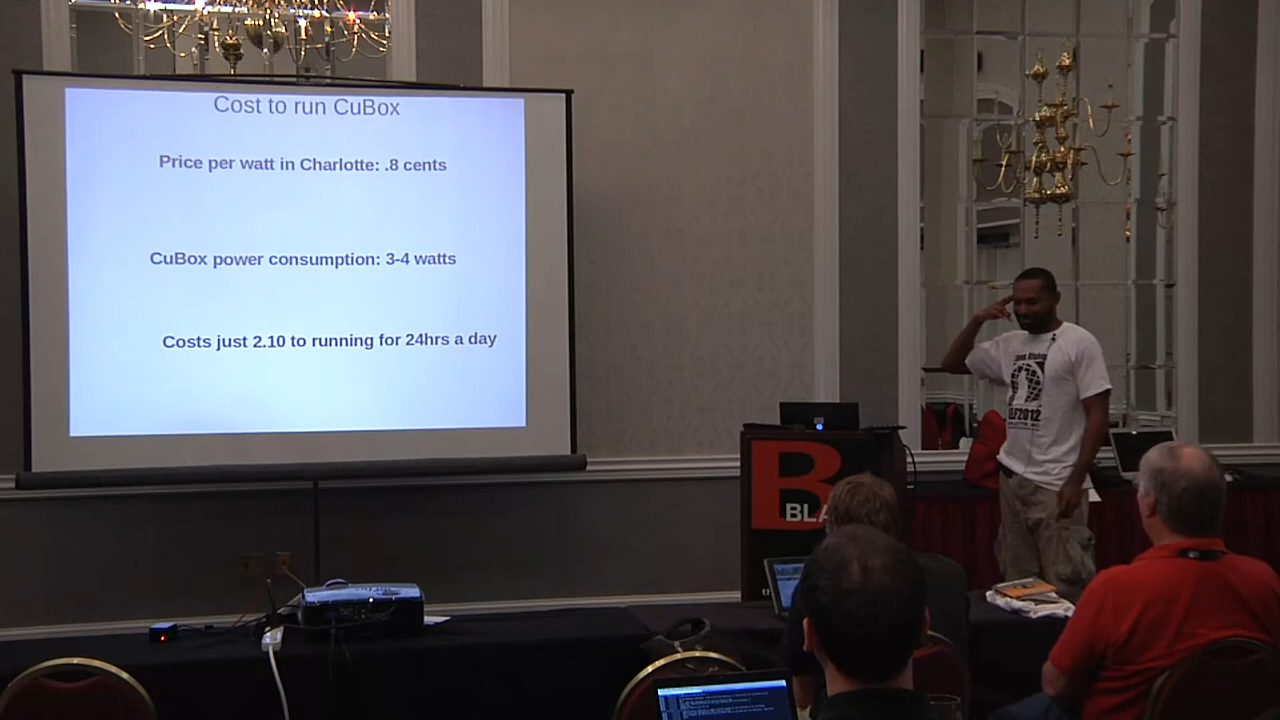 Cost to run CuBox
Price per watt in Charlotte: .8 cents
CuBox power consumption: 3-4 watts
Costs just 2.10 to running for 24hrs a day
B
BLA
2012